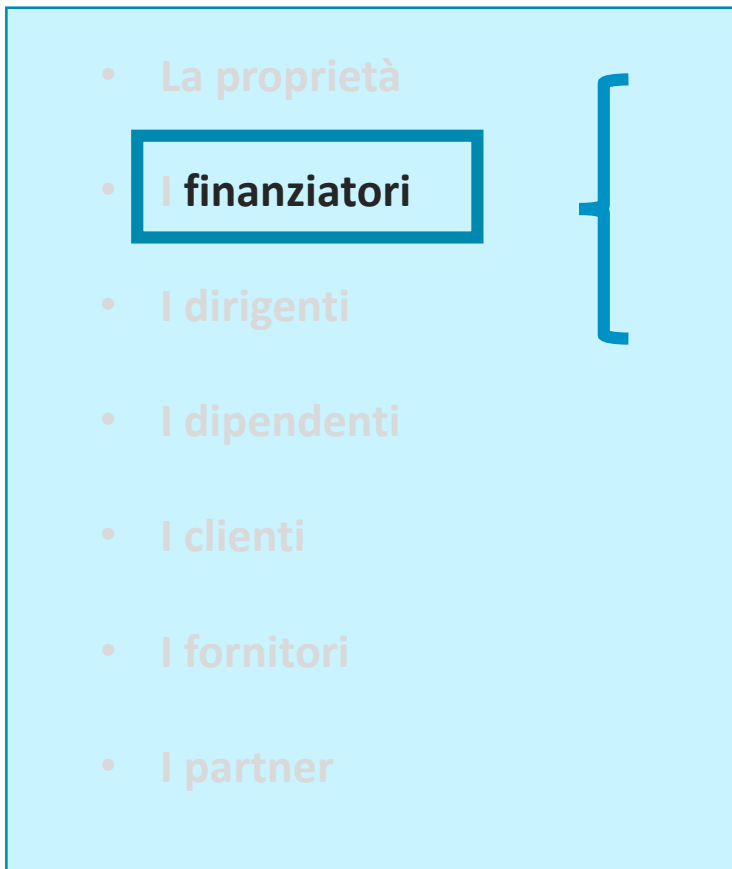 • La proprietà
• I finanziatori
• I dirigenti
• I dipendenti
• I clienti
• I fornitori
• I partner